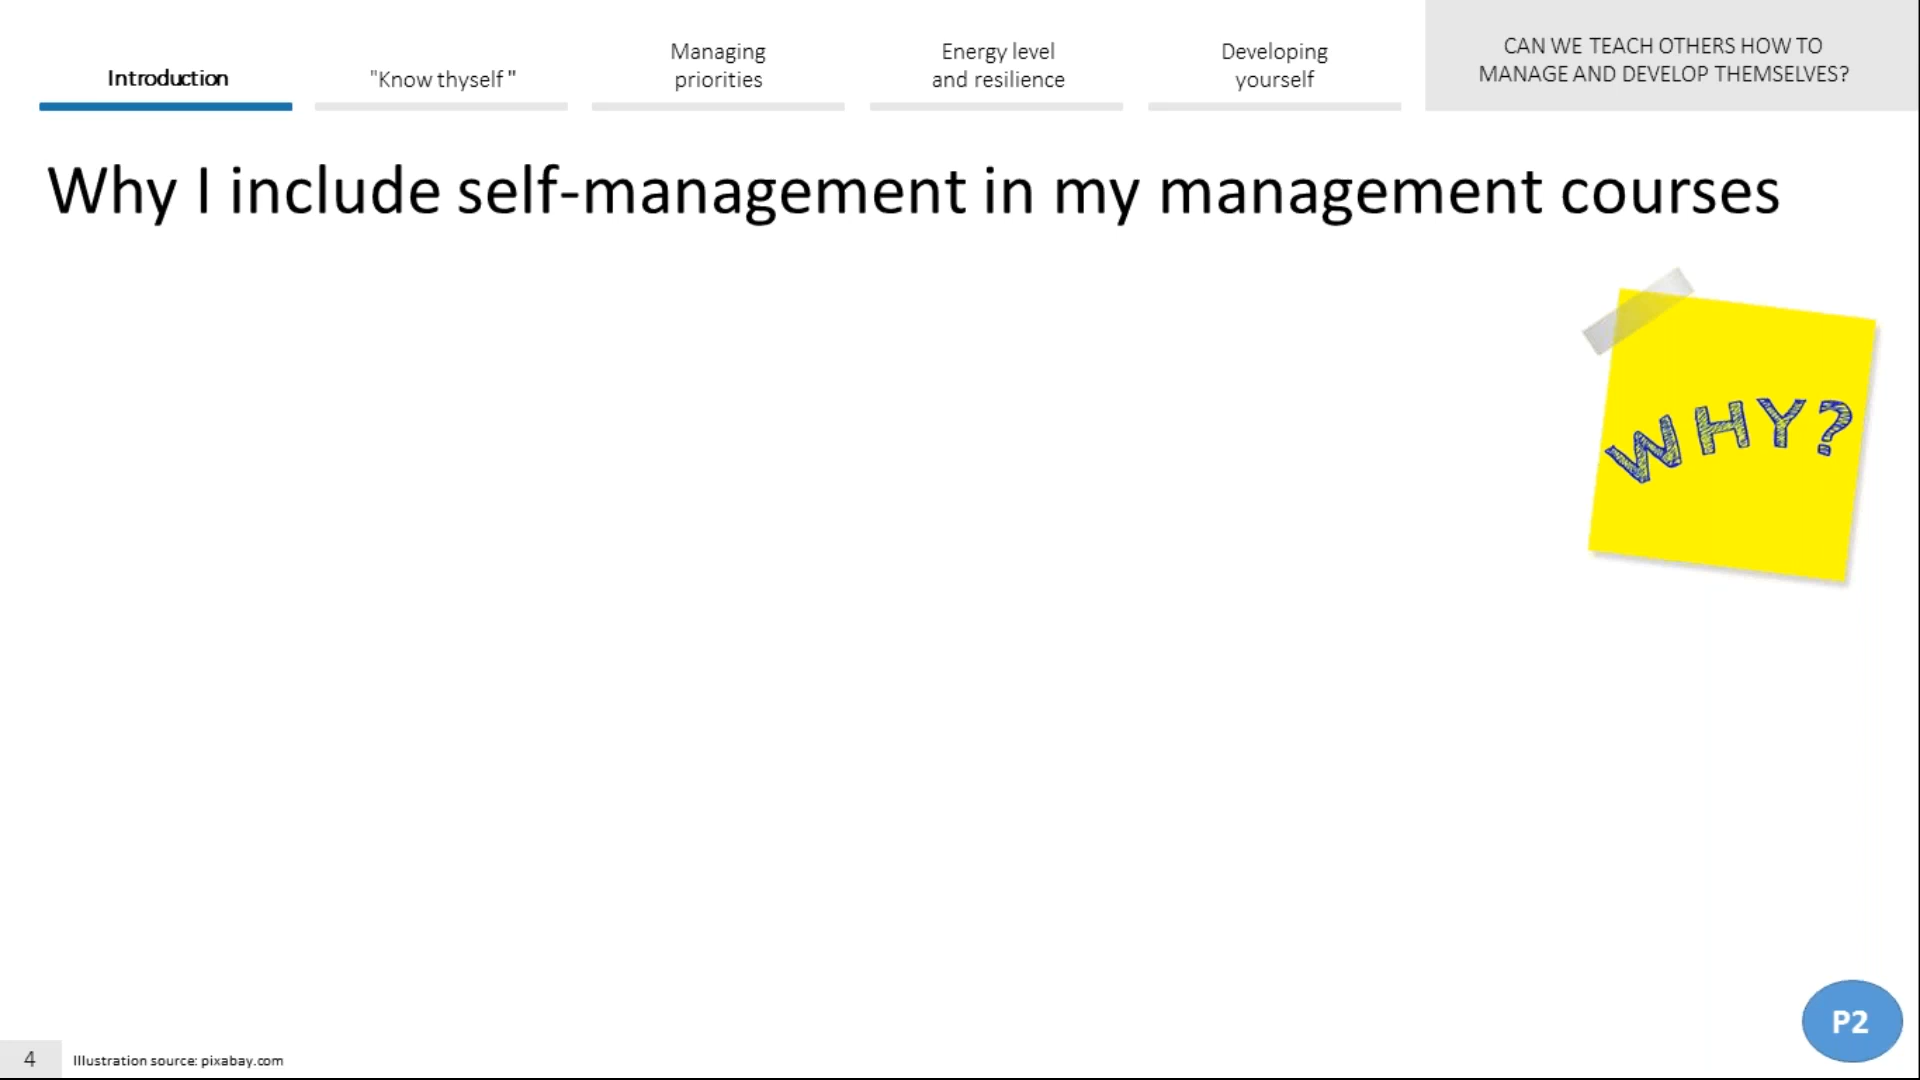 Introduction
"Know thyself"
Managing
priorities
Energy level
and resilience
Developing
yourself
CAN WE TEACH OTHERS HOW TO
MANAGE AND DEVELOP THEMSELVES?
Why I include self-management in my management courses
WHY?
P2
4
Illustration source: pixabay.com